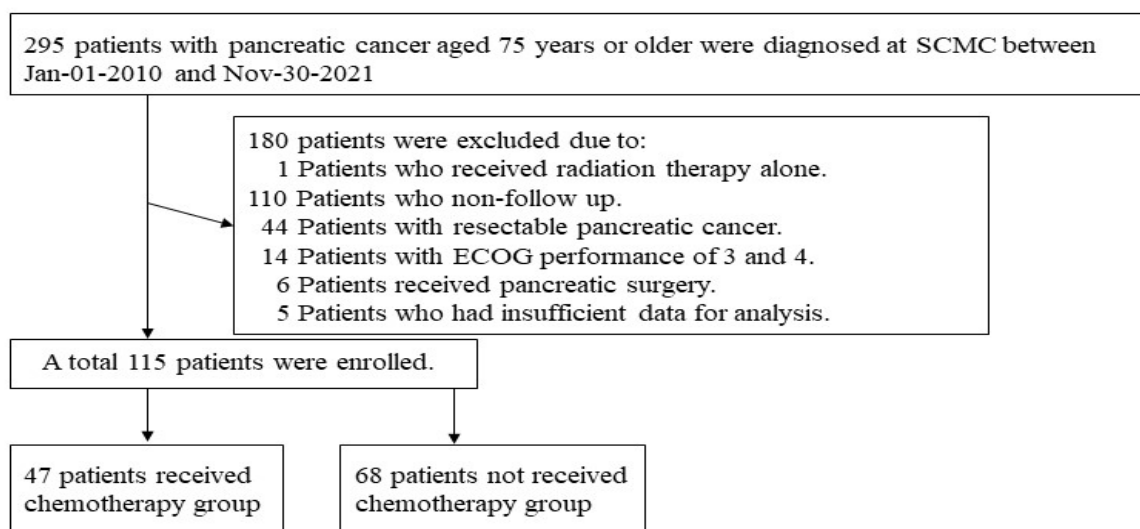 295 patients with pancreatic cancer aged 75 years or older were diagnosed at SCMC between
Jan-01-2010 and Nov-30-2021
180 patients were excluded due to:
1 Patients who received radiation therapy alone.
110 Patients who non-follow up.
44 Patients with resectable pancreatic cancer.
14 Patients with ECOG performance of 3 and 4.
6 Patients received pancreatic surgery.
5 Patients who had insufficient data for analysis.
A total 115 patients were enrolled.
47 patients received
chemotherapy group
68 patients not received
chemotherapy group